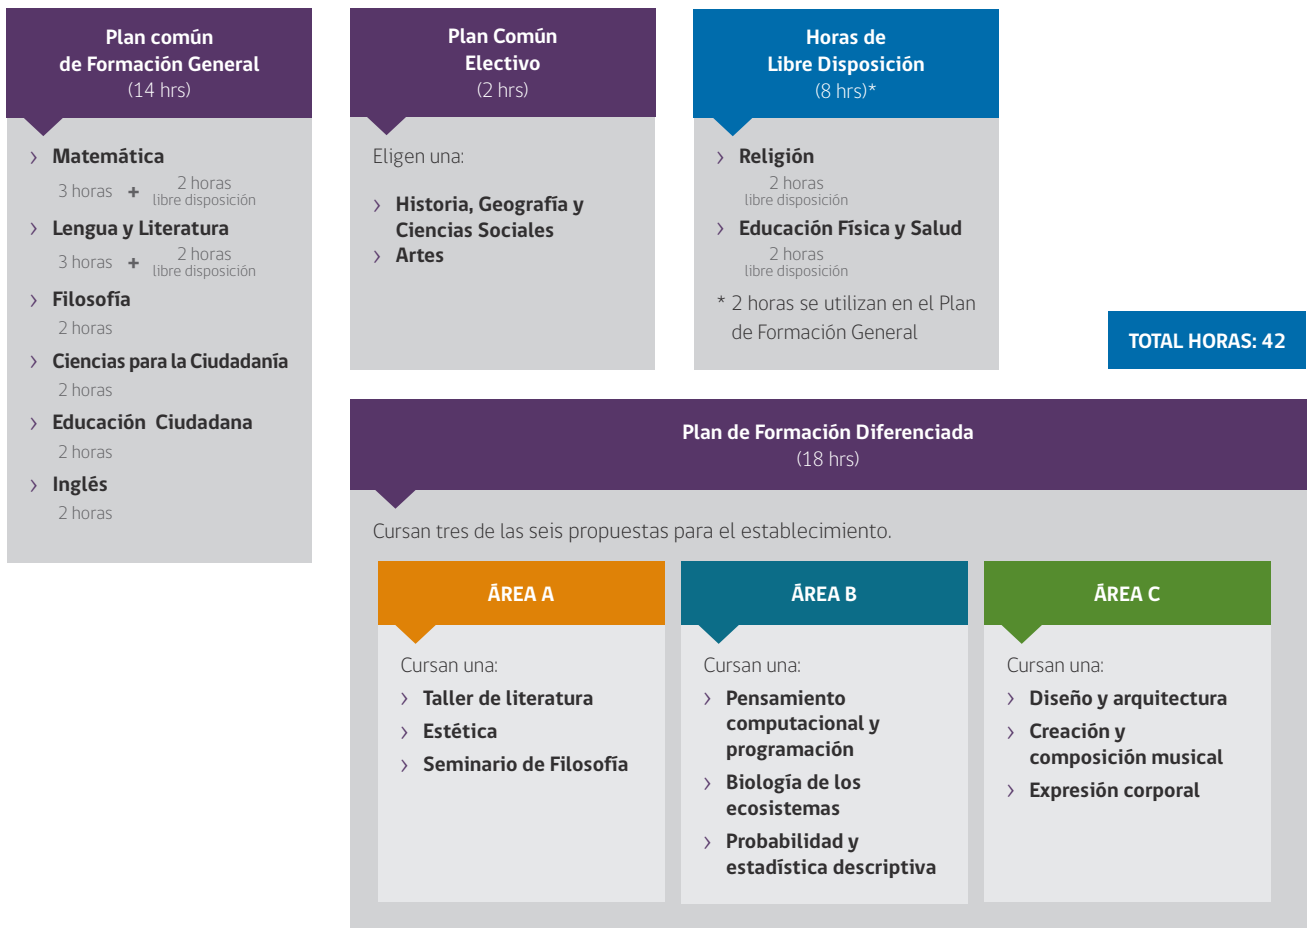 Plan común
de Formación General
(14 hrs)
› Matemática
3 horas + 2 horas
libre disposición
› Lengua y Literatura
3 horas + 2 horas
libre disposición
› Filosofía
2 horas
› Ciencias para la Ciudadanía
2 horas
› Educación Ciudadana
2 horas
› Inglés
2 horas
Plan Común
Electivo
(2 hrs)
Eligen una:
› Historia, Geografía y
Ciencias Sociales
› Artes
Horas de
Libre Disposición
(8 hrs)*
› Religión
2 horas
libre disposición
› Educación Física y Salud
2 horas
libre disposición
* 2 horas se utilizan en el Plan
de Formación General
TOTAL HORAS: 42
Plan de Formación Diferenciada
(18 hrs)
Cursan tres de las seis propuestas para el establecimiento.
ÁREA A
Cursan una:
› Taller de literatura
› Estética
› Seminario de Filosofía
ÁREA B
Cursan una:
› Pensamiento
computacional y
programación
› Biología de los
ecosistemas
› Probabilidad y
estadística descriptiva
ÁREA C
Cursan una:
› Diseño y arquitectura
› Creación y
composición musical
› Expresión corporal